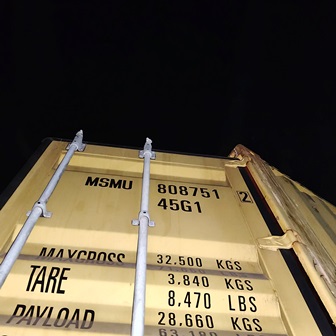 MSMU 808751 2
45G1
MAXGROSS 32.500 KGS
TARE 3.840 KGS
8.470 LBS
PAYLOAD 28.660 KGS